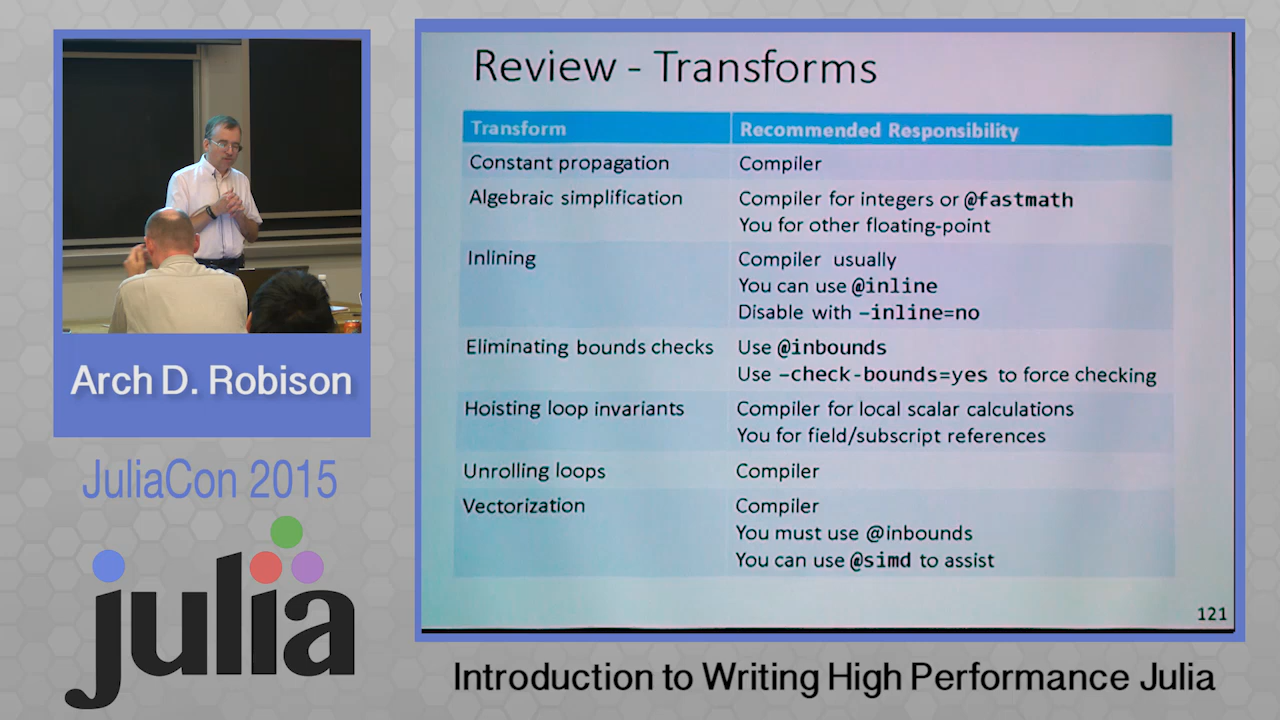 Review - Transforms
Transform Recommended Responsibility
Constant propagation Compiler
Algebraic simplification Compiler for integers or @fastmath
You for other floating-point
Inlining Compiler usually
You can use @inline
Disable with –inline=no
Eliminating bounds checks Use @inbounds
Use –check-bounds=yes to force checking
Hoisting loop invariants Compiler for local scalar calculations
You for field/subscript references
Unrolling loops Compiler
Vectorization Compiler
You must use @inbounds
You can use @simd to assist
121
Arch D. Robison
JuliaCon 2015
julia
Introduction to Writing High Performance Julia